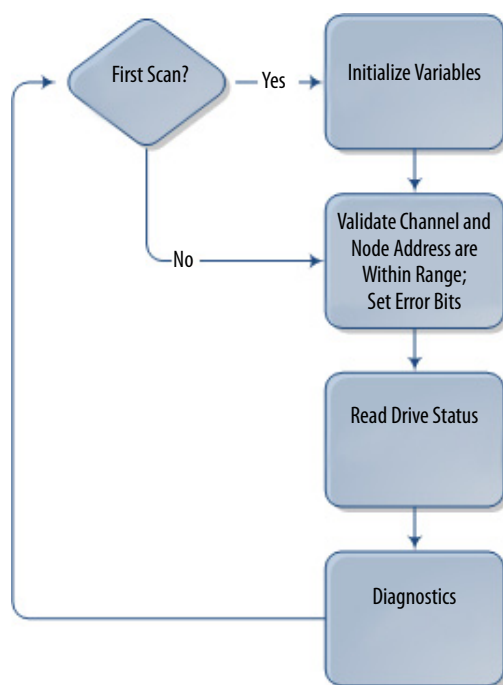 First Scan?
Yes
Initialize Variables
No
Validate Channel and
Node Address are
Within Range;
Set Error Bits
Read Drive Status
Diagnostics